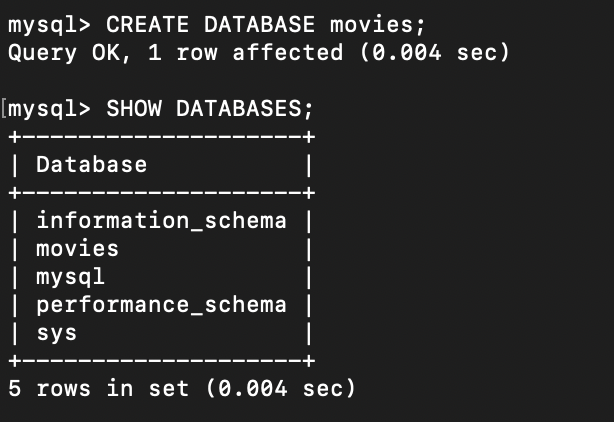 mysql> CREATE DATABASE movies;
Query OK, 1 row affected (0.004 sec)
[mysql> SHOW DATABASES;
+--------------------+
| Database           |
+--------------------+
| information_schema |
| movies             |
| mysql              |
| performance_schema |
| sys                |
+--------------------+
5 rows in set (0.004 sec)